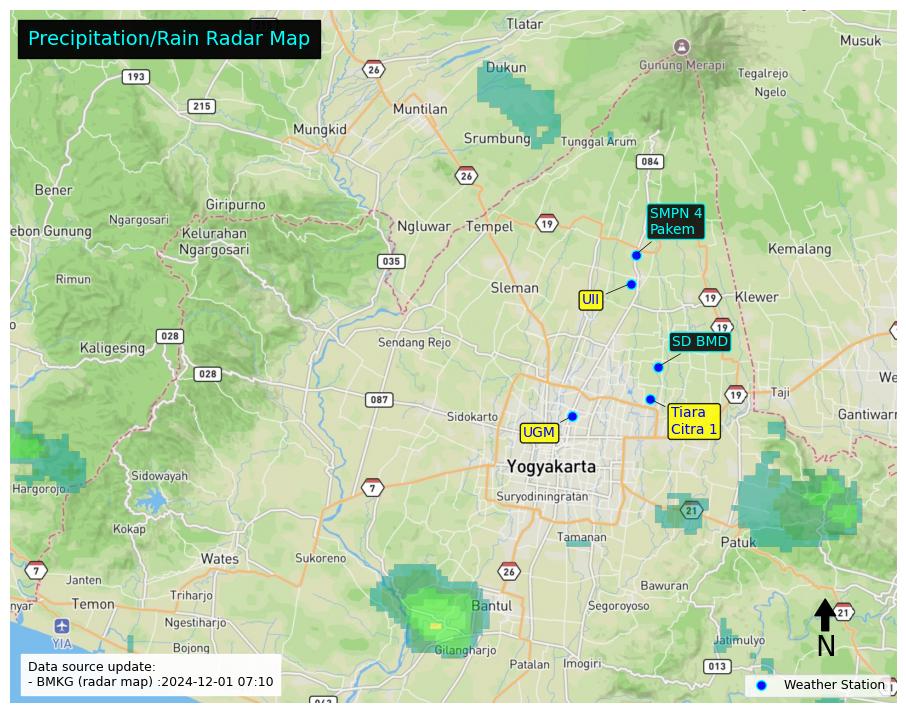 Precipitation/Rain Radar Map
Tlatar
Musuk
Gunung Merapi
26
Dukun
Tegalrejo
193
Ngelo
215
Muntilan
Mungkid
Srumbung
Tunggal Arum
084
26
Bener
Giripurno
SMPN 4
Pakem
Ngargosari
19
Ngluwar
Tempel
ebon Gunung
Kelurahan
Ngargosari
Kemalang
035
Rimun
Sleman
UII
19
Klewer
19
028
Kaligesing
Sendang Rejo
SD BMD
028
We
087
19
Taji
Sidokarto
Tiara
Citra 1
Gantiwarn
UGM
Yogyakarta
Sidowayah
Hargorojo
7
Suryodiningratan
21
Kokap
Tamanan
Patuk
Wates
Sukoreno
7
26
Janten
Bawuran
Triharjo
nyar
Temon
Bantul
Segoroyoso
21
Ngestiharjo
YIA
Jatimulyo
Bojong
Gilangharjo
N
Patalan
Imogiri
013
Data source update:
- BMKG (radar map) :2024-12-01 07:10
Weather Station